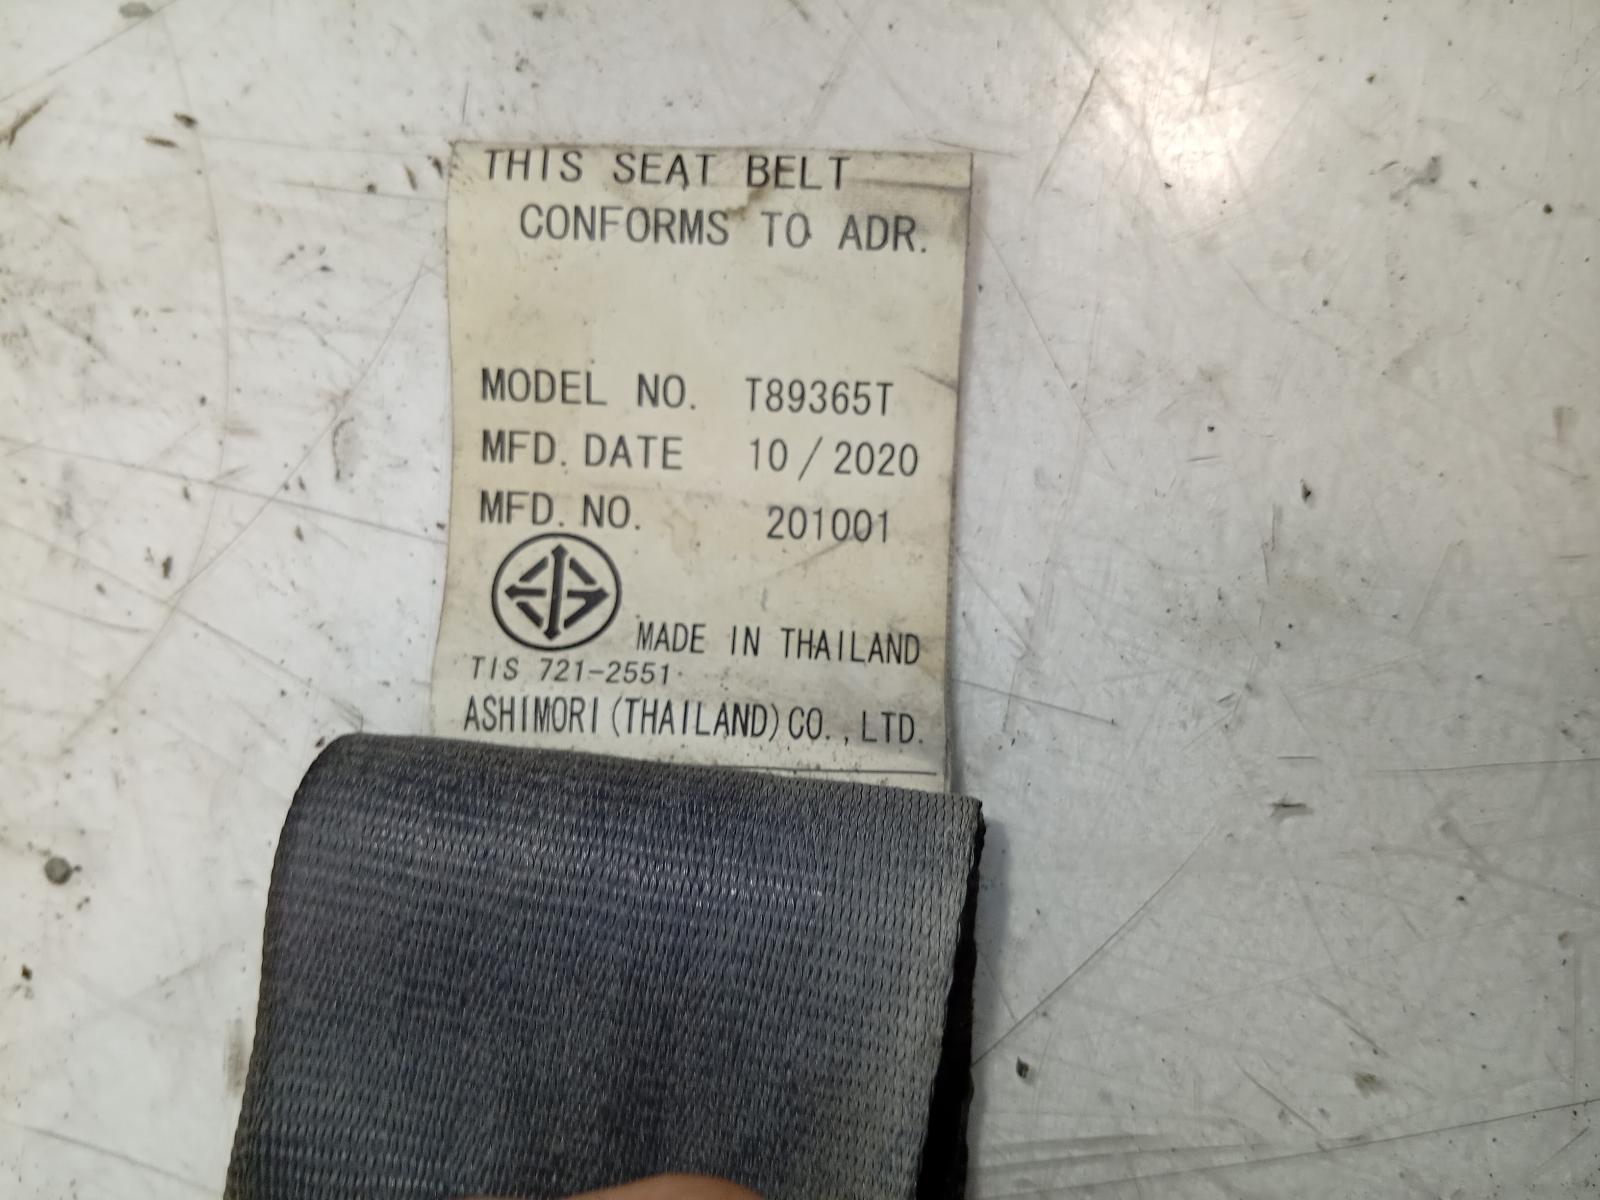 THIS SEAT BELT
CONFORMS TO ADR.
MODEL NO. T89365T
MFD. DATE 10/2020
MFD. NO. 201001
MADE IN THAILAND
TIS 721-2551
ASHIMORI (THAILAND) CO., LTD.